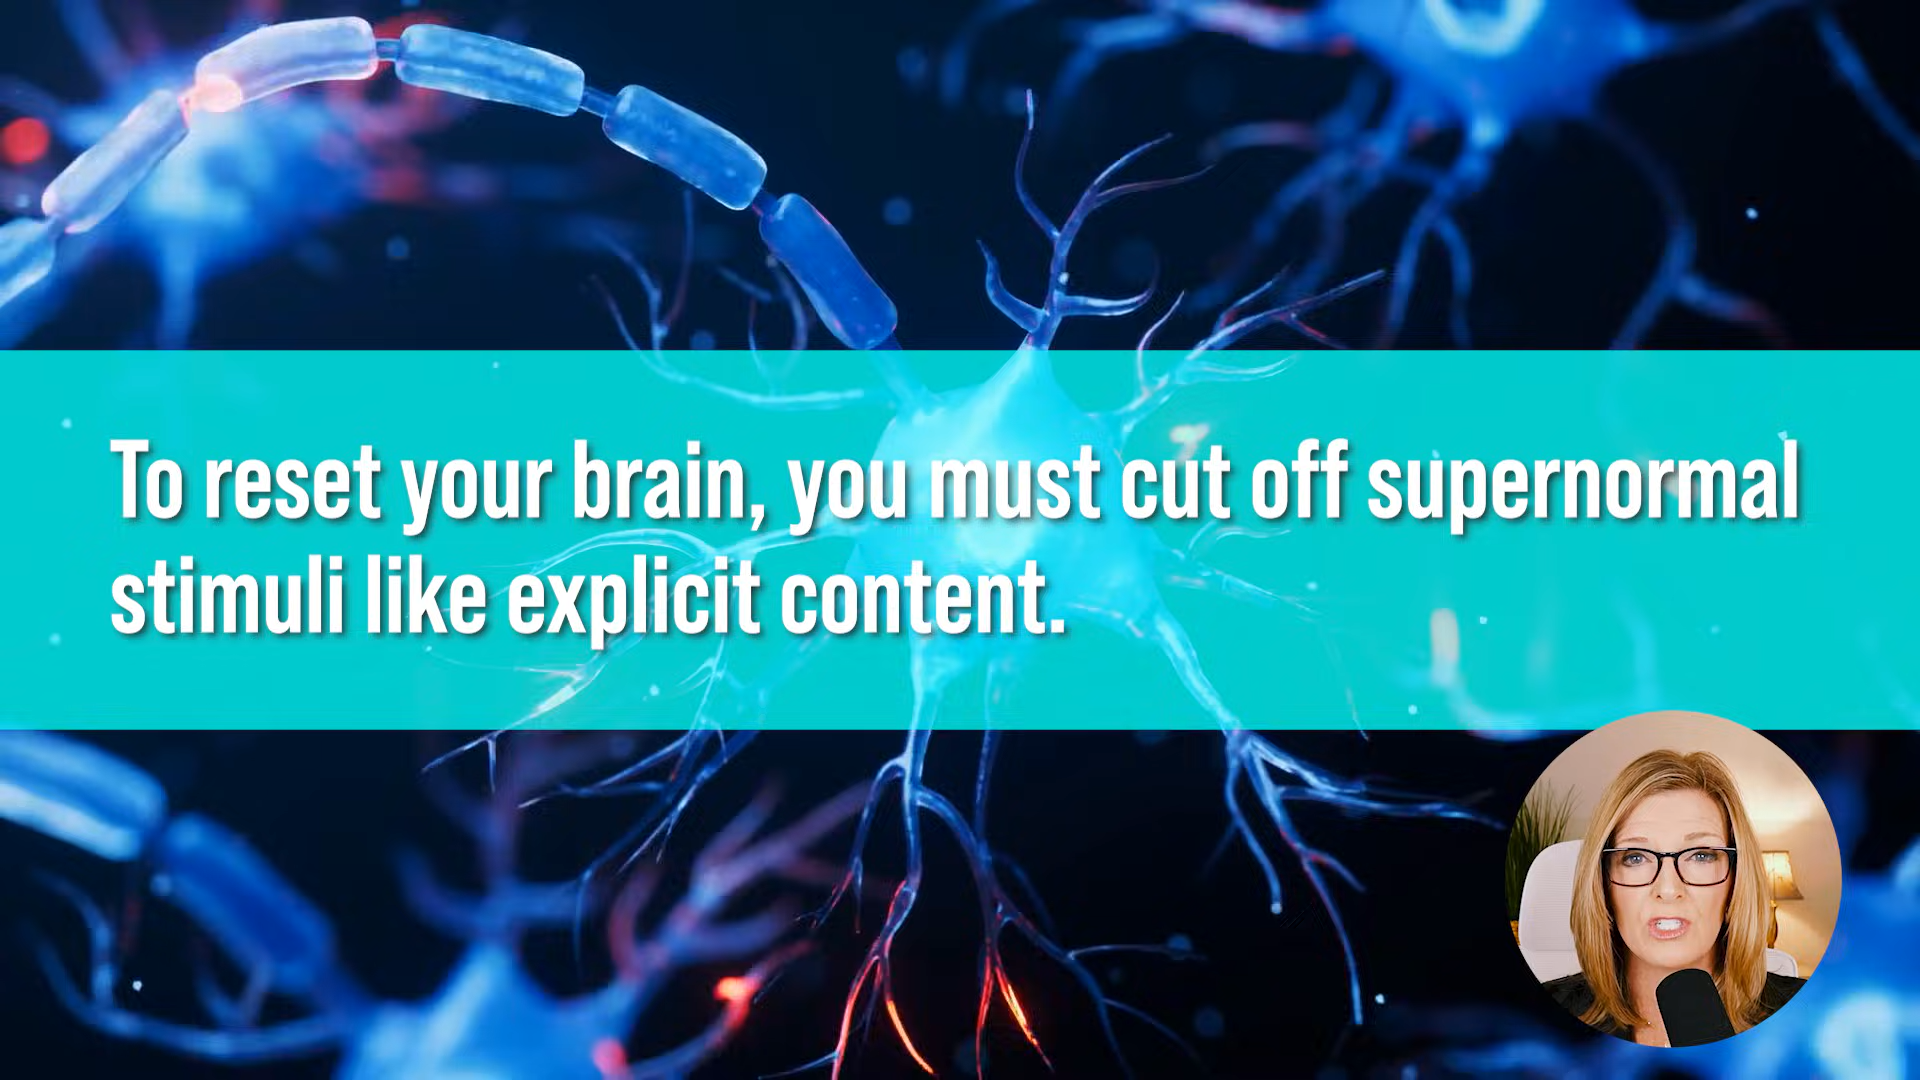 To reset your brain, you must cut off supernormal
stimuli like explicit content.